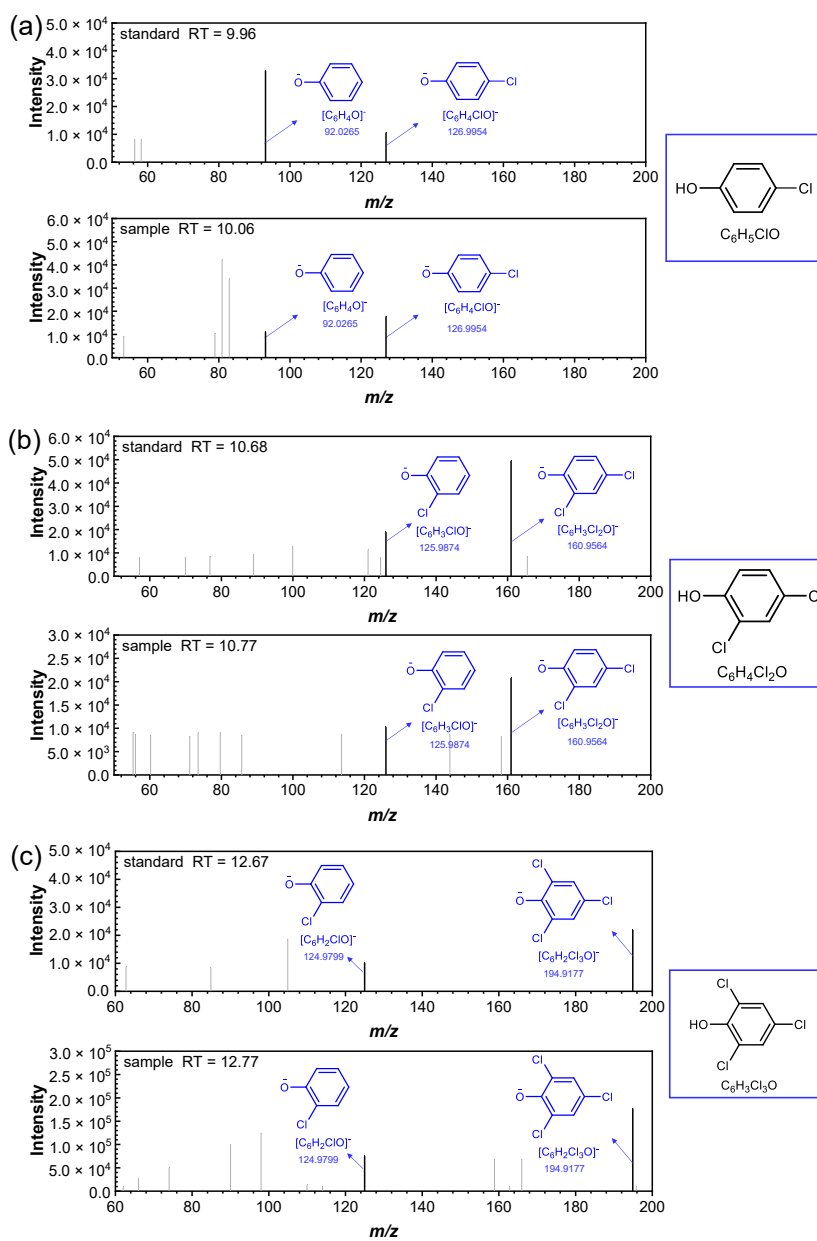 (a)
standard RT = 9.96
5.0 × 10⁴
4.0 × 10⁴
3.0 × 10⁴
2.0 × 10⁴
1.0 × 10⁴
0.0
Intensity
O⁻
Cl
[C₆H₄O]⁻
92.0265
[C₆H₄ClO]⁻
126.9954
60 80 100 120 140 160 180 200
m/z
sample RT = 10.06
6.0 × 10⁴
5.0 × 10⁴
4.0 × 10⁴
3.0 × 10⁴
2.0 × 10⁴
1.0 × 10⁴
0.0
Intensity
O⁻
Cl
[C₆H₄O]⁻
92.0265
[C₆H₄ClO]⁻
126.9954
60 80 100 120 140 160 180 200
m/z
HO
Cl
C₆H₅ClO
(b)
standard RT = 10.68
6.0 × 10⁴
5.0 × 10⁴
4.0 × 10⁴
3.0 × 10⁴
2.0 × 10⁴
1.0 × 10⁴
0.0
Intensity
O⁻
Cl
[C₆H₃ClO]⁻
125.9874
O⁻
Cl
Cl
[C₆H₃Cl₂O]⁻
160.9564
60 80 100 120 140 160 180 200
m/z
sample RT = 10.77
3.0 × 10⁴
2.5 × 10⁴
2.0 × 10⁴
1.5 × 10⁴
1.0 × 10⁴
5.0 × 10³
0.0
Intensity
O⁻
Cl
[C₆H₃ClO]⁻
125.9874
O⁻
Cl
Cl
[C₆H₃Cl₂O]⁻
160.9564
60 80 100 120 140 160 180 200
m/z
HO
Cl
C₆H₄Cl₂O
(c)
standard RT = 12.67
5.0 × 10⁴
4.0 × 10⁴
3.0 × 10⁴
2.0 × 10⁴
1.0 × 10⁴
0.0
Intensity
O⁻
Cl
[C₆H₂ClO]⁻
124.9799
Cl
O⁻
Cl
Cl
[C₆H₂Cl₃O]⁻
194.9177
60 80 100 120 140 160 180 200
m/z
sample RT = 12.77
3.0 × 10⁵
2.5 × 10⁵
2.0 × 10⁵
1.5 × 10⁵
1.0 × 10⁵
5.0 × 10⁴
0.0
Intensity
O⁻
Cl
[C₆H₂ClO]⁻
124.9799
Cl
O⁻
Cl
Cl
[C₆H₂Cl₃O]⁻
194.9177
60 80 100 120 140 160 180 200
m/z
Cl
HO
Cl
Cl
C₆H₃Cl₃O